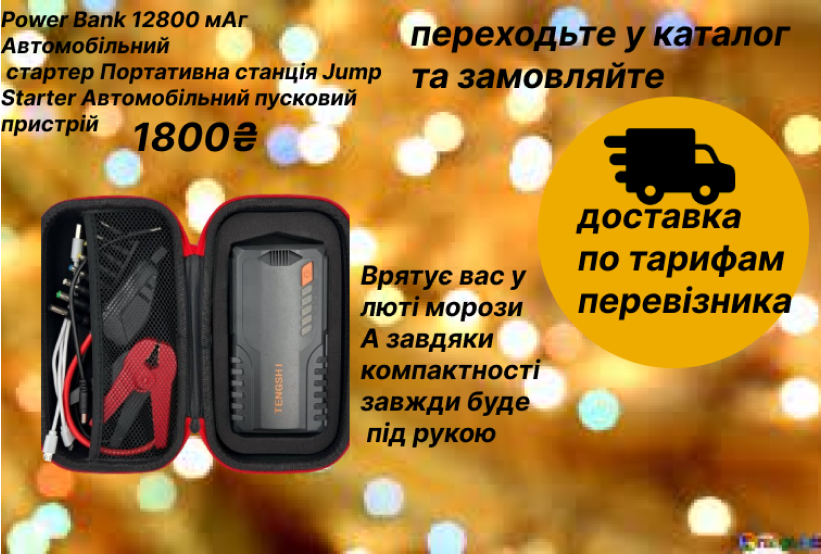 Power Bank 12800 мАг
Автомобільний
стартер Портативна станція Jump
Starter Автомобільний пусковий
пристрій
1800₴
переходьте у каталог
та замовляйте
доставка
по тарифам
перевізника
Врятує вас у
люті морози
А завдяки
компактності
завжди буде
під рукою
TENGSHI